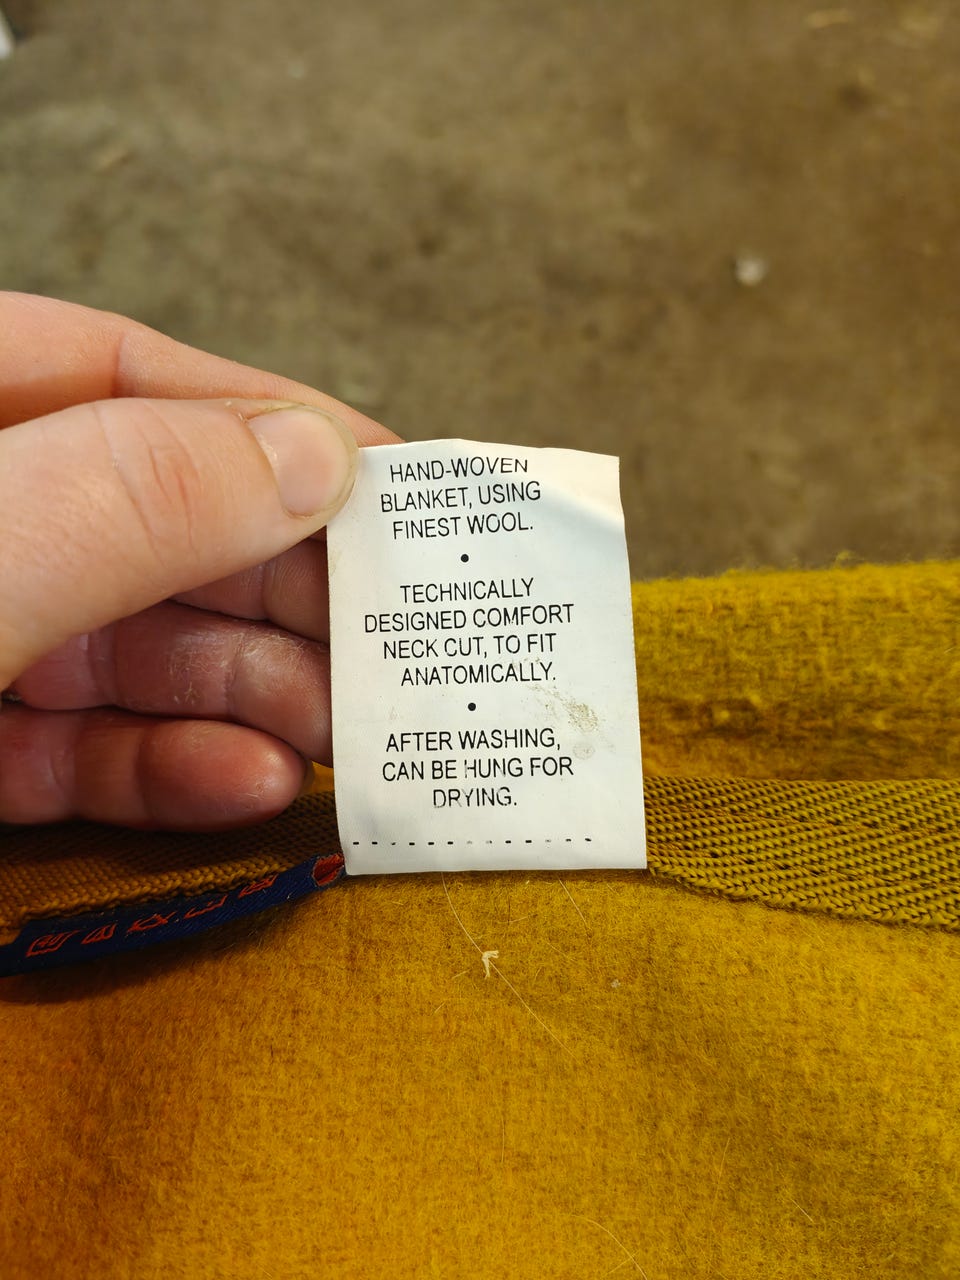 HAND-WOVEN
BLANKET, USING
FINEST WOOL.
•
TECHNICALLY
DESIGNED COMFORT
NECK CUT, TO FIT
ANATOMICALLY.
•
AFTER WASHING,
CAN BE HUNG FOR
DRYING.